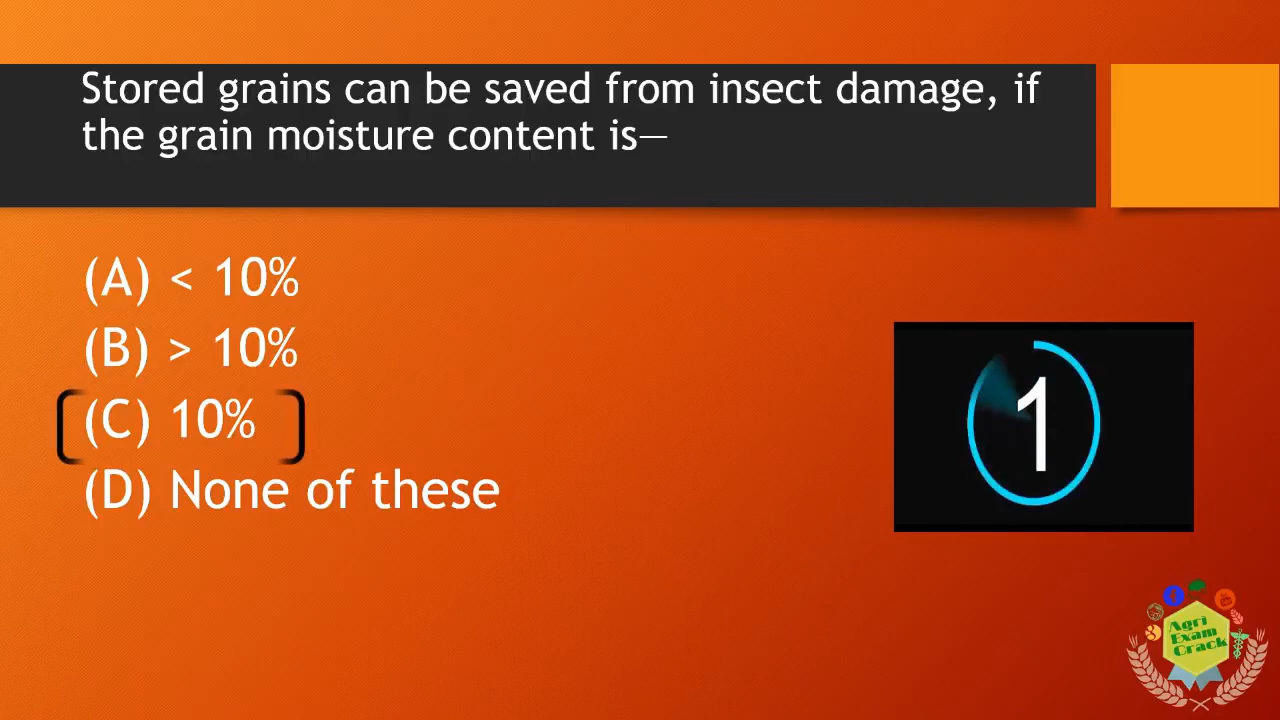 Stored grains can be saved from insect damage, if
the grain moisture content is—
(A) < 10%
(B) > 10%
(C) 10%
(D) None of these
1
Agri
Exam
Crack